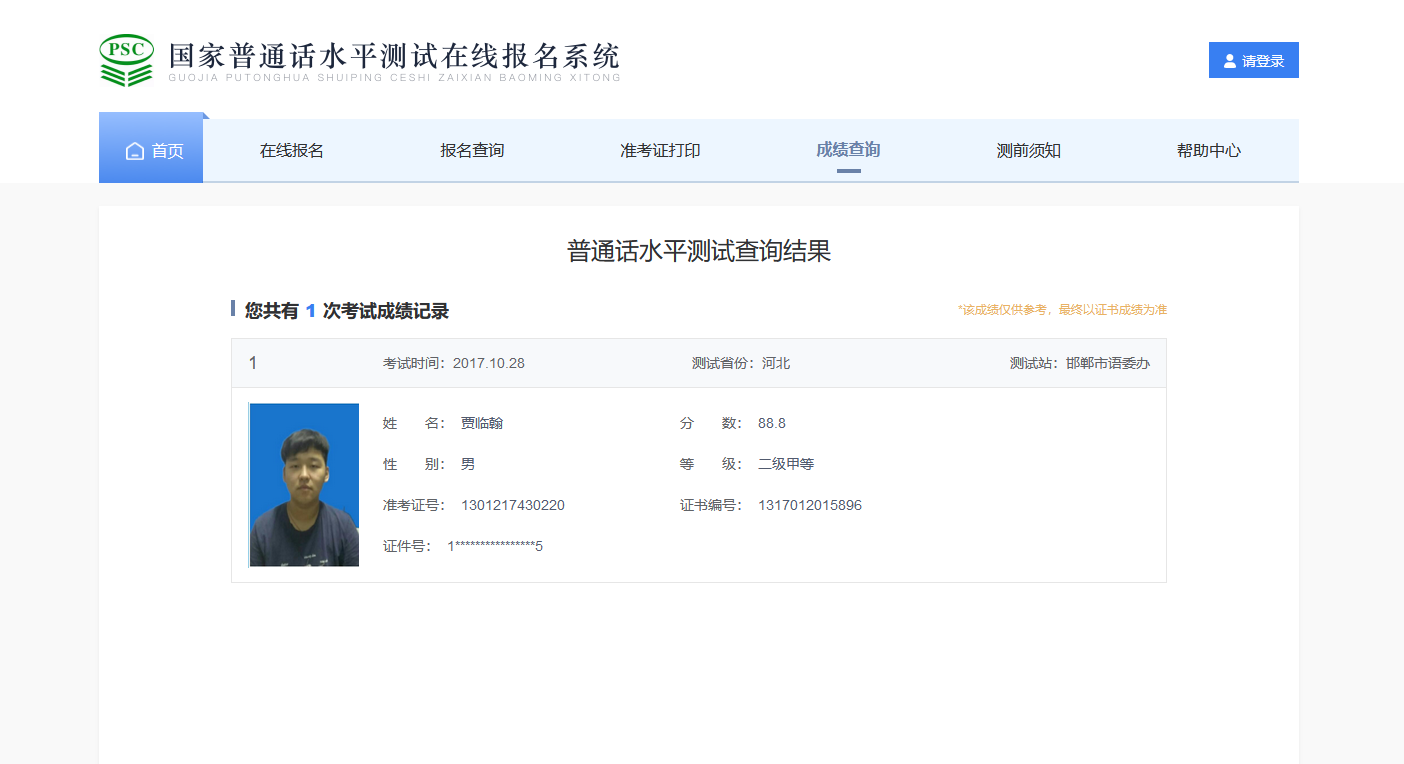 PSC 国家普通话水平测试在线报名系统
GUOJIA PUTONGHUA SHUIPING CESHI ZAIXIAN BAOMING XITONG
请登录
首页 在线报名 报名查询 准考证打印 成绩查询 测前须知 帮助中心
普通话水平测试查询结果
您共有 1 次考试成绩记录 *该成绩仅供参考，最终以证书成绩为准
1 考试时间：2017.10.28 测试省份：河北 测试站：邯郸市语委办
姓 名： 贾临翰 分 数： 88.8
性 别： 男 等 级： 二级甲等
准考证号： 1301217430220 证书编号： 1317012015896
证件号： 1****************5